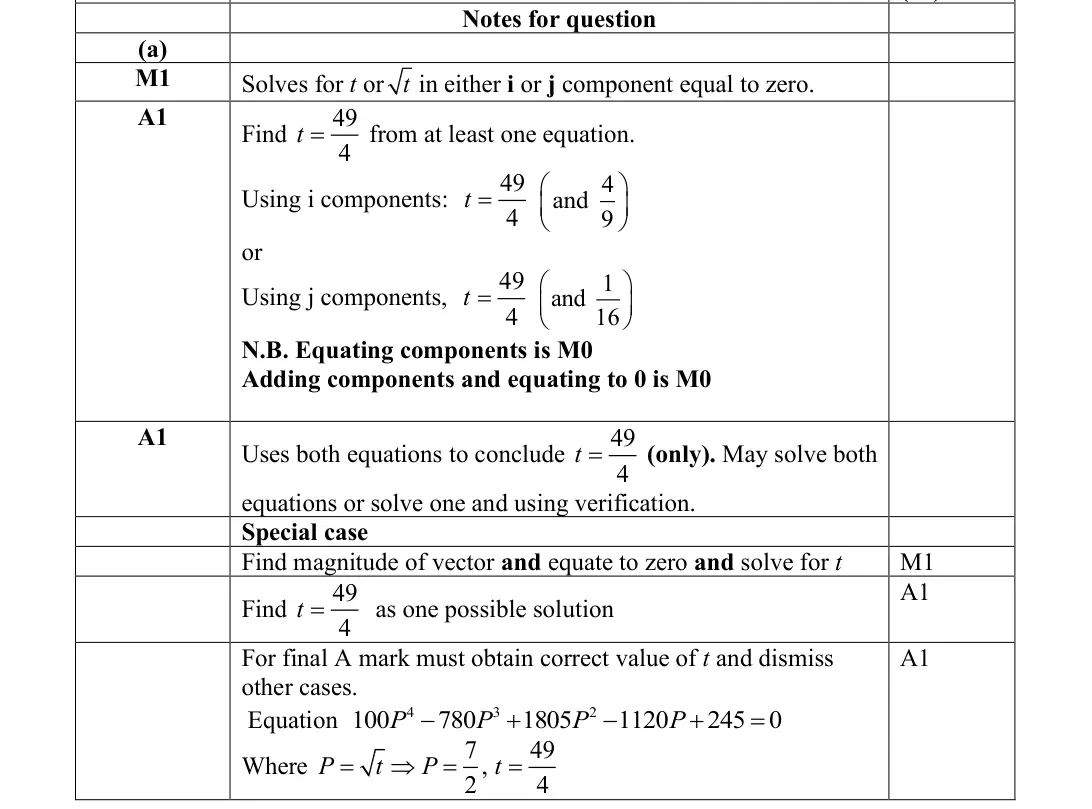 Notes for question
(a)
M1 Solves for t or √t in either i or j component equal to zero.
A1 Find t = 49/4 from at least one equation.
Using i components: t = 49/4 (and 4/9)
or
Using j components, t = 49/4 (and 1/16)
N.B. Equating components is M0
Adding components and equating to 0 is M0
A1 Uses both equations to conclude t = 49/4 (only). May solve both
equations or solve one and using verification.
Special case
Find magnitude of vector and equate to zero and solve for t M1
Find t = 49/4 as one possible solution A1
For final A mark must obtain correct value of t and dismiss A1
other cases.
Equation 100P⁴ − 780P³ + 1805P² − 1120P + 245 = 0
Where P = √t ⇒ P = 7/2, t = 49/4